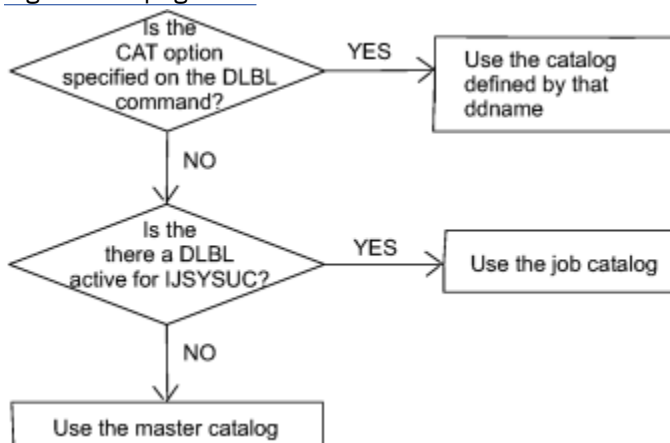 Is the
CAT option
specified on the DLBL
command?
YES
Use the catalog
defined by that
ddname
NO
Is the
there a DLBL
active for IJSYSUC?
YES
Use the job catalog
NO
Use the master catalog